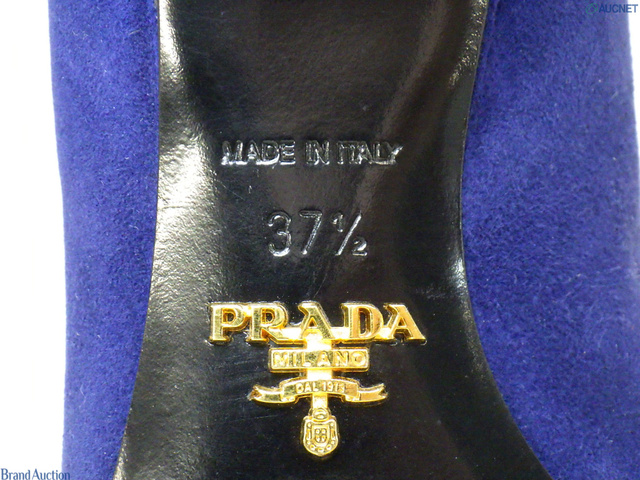 AUCNET
MADE IN ITALY
37½
PRADA
MILANO
DAL 1913
Brand Auction